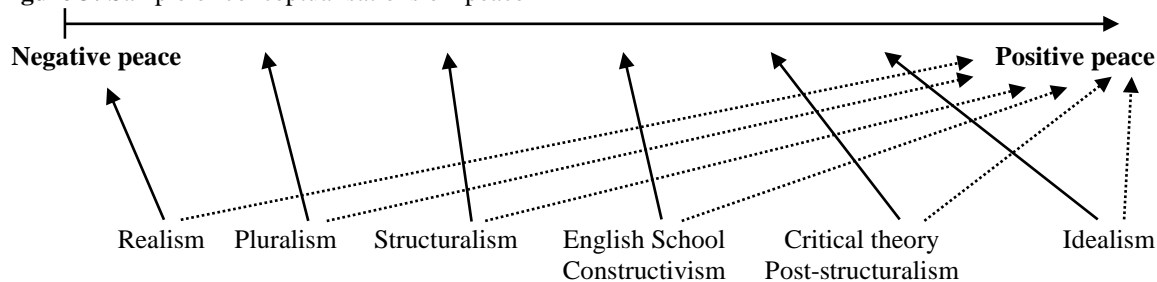 Negative peace
Positive peace
Realism Pluralism Structuralism English School Critical theory Idealism
Constructivism Post-structuralism